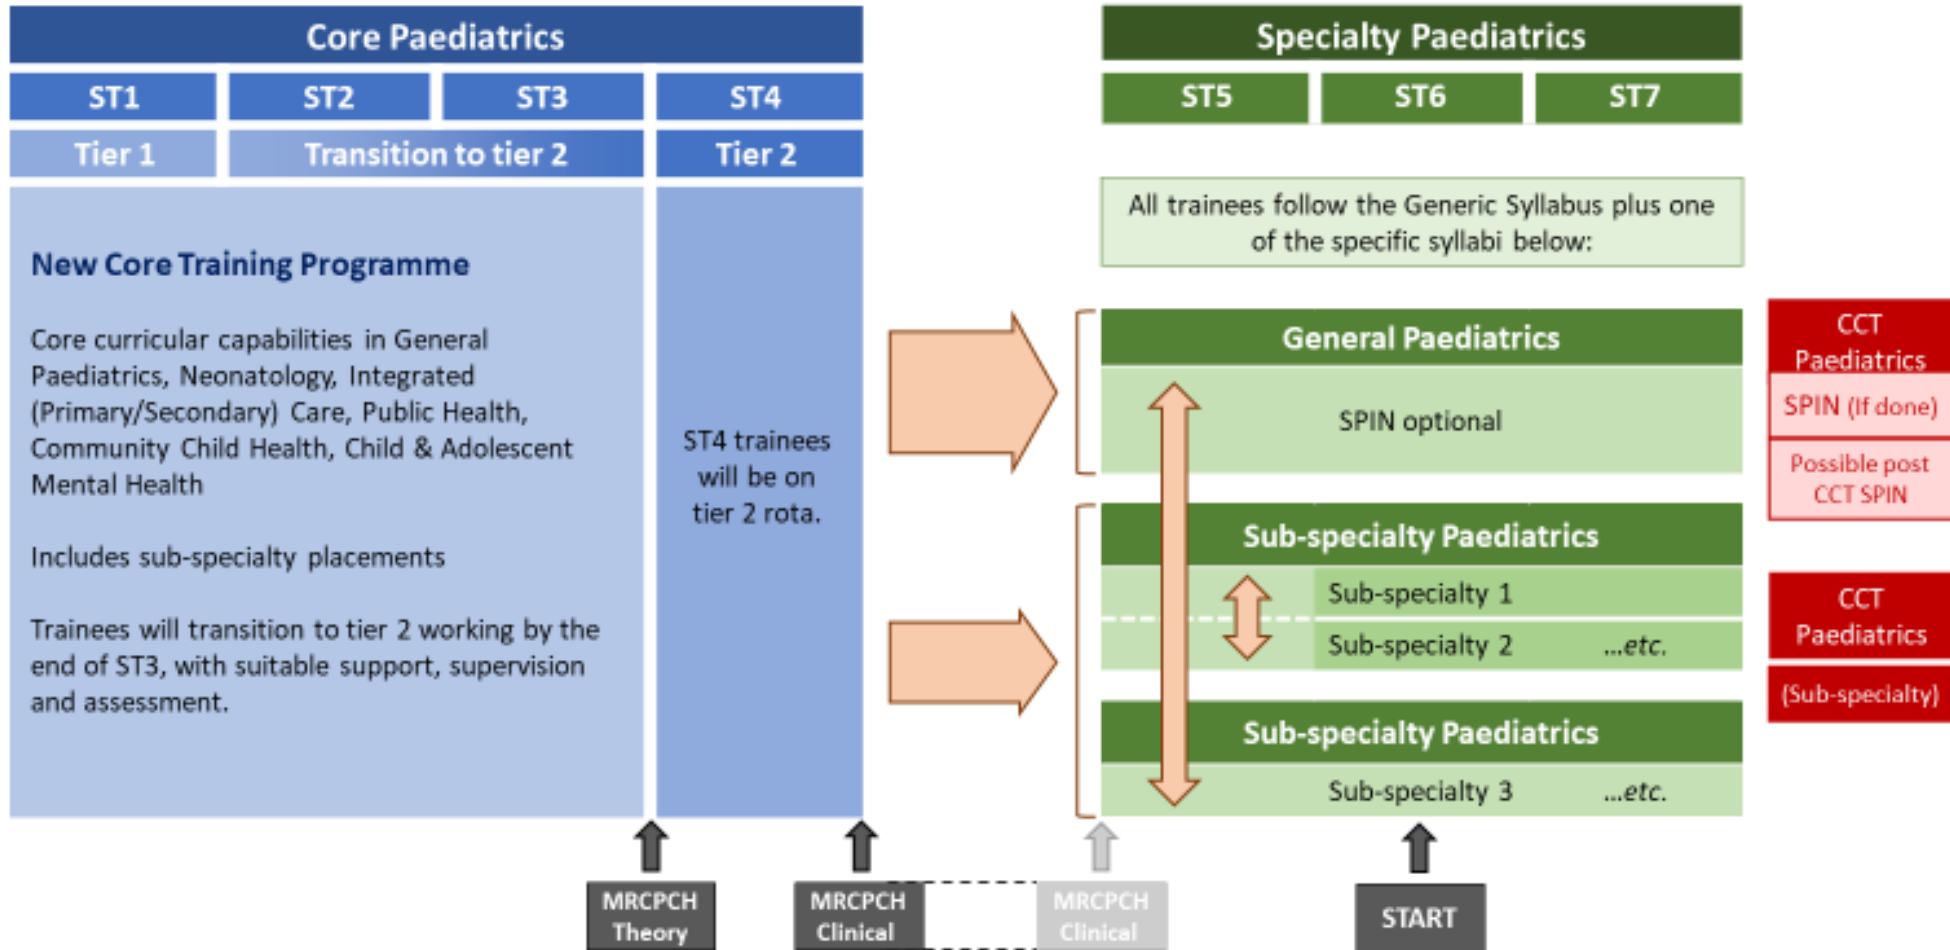 Core Paediatrics
ST1
ST2
ST3
ST4
Tier 1
Transition to tier 2
Tier 2
New Core Training Programme
Core curricular capabilities in General
Paediatrics, Neonatology, Integrated
(Primary/Secondary) Care, Public Health,
Community Child Health, Child & Adolescent
Mental Health
Includes sub-specialty placements
Trainees will transition to tier 2 working by the
end of ST3, with suitable support, supervision
and assessment.
ST4 trainees
will be on
tier 2 rota.
Specialty Paediatrics
ST5
ST6
ST7
All trainees follow the Generic Syllabus plus one
of the specific syllabi below:
General Paediatrics
SPIN optional
Sub-specialty Paediatrics
Sub-specialty 1
Sub-specialty 2 ...etc.
Sub-specialty Paediatrics
Sub-specialty 3 ...etc.
CCT
Paediatrics
SPIN (If done)
Possible post
CCT SPIN
CCT
Paediatrics
(Sub-specialty)
MRCPCH
Theory
MRCPCH
Clinical
MRCPCH
Clinical
START